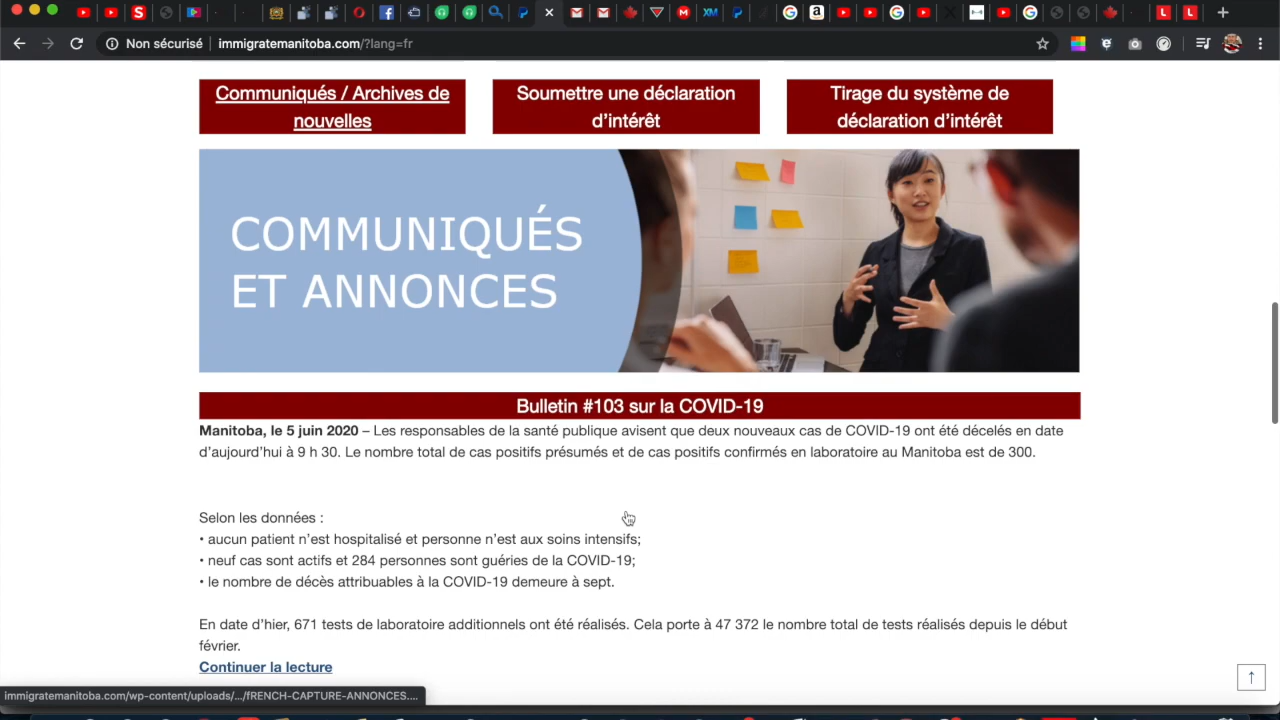 Non sécurisé
immigratemanitoba.com/?lang=fr
Communiqués / Archives de
nouvelles
Soumettre une déclaration
d’intérêt
Tirage du système de
déclaration d’intérêt
COMMUNIQUÉS
ET ANNONCES
Bulletin #103 sur la COVID-19
Manitoba, le 5 juin 2020 – Les responsables de la santé publique avisent que deux nouveaux cas de COVID-19 ont été décelés en date
d’aujourd’hui à 9 h 30. Le nombre total de cas positifs présumés et de cas positifs confirmés en laboratoire au Manitoba est de 300.
Selon les données :
• aucun patient n’est hospitalisé et personne n’est aux soins intensifs;
• neuf cas sont actifs et 284 personnes sont guéries de la COVID-19;
• le nombre de décès attribuables à la COVID-19 demeure à sept.
En date d’hier, 671 tests de laboratoire additionnels ont été réalisés. Cela porte à 47 372 le nombre total de tests réalisés depuis le début
février.
Continuer la lecture
immigratemanitoba.com/wp-content/uploads/.../fRENCH-CAPTURE-ANNONCES....